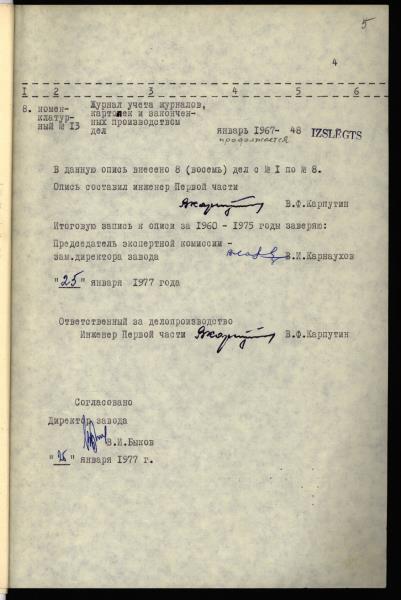 5
4
1 2 3 4 5 6
8. номен- Журнал учета журналов,
клатур- картотек и закончен-
ный № 13 ных производством
дел январь 1967- 48 IZSLĒGTS
продолжается
В данную опись внесено 8 (восемь) дел с № 1 по № 8.
Опись составил инженер Первой части
В.Ф.Карпутин
Итоговую запись к описи за 1960 - 1975 годы заверяю:
Председатель экспертной комиссии -
зам.директора завода В.И.Карнаухов
"25" января 1977 года
Ответственный за делопроизводство
Инженер Первой части В.Ф.Карпутин
Согласовано
Директор завода
В.И.Быков
"25" января 1977 г.